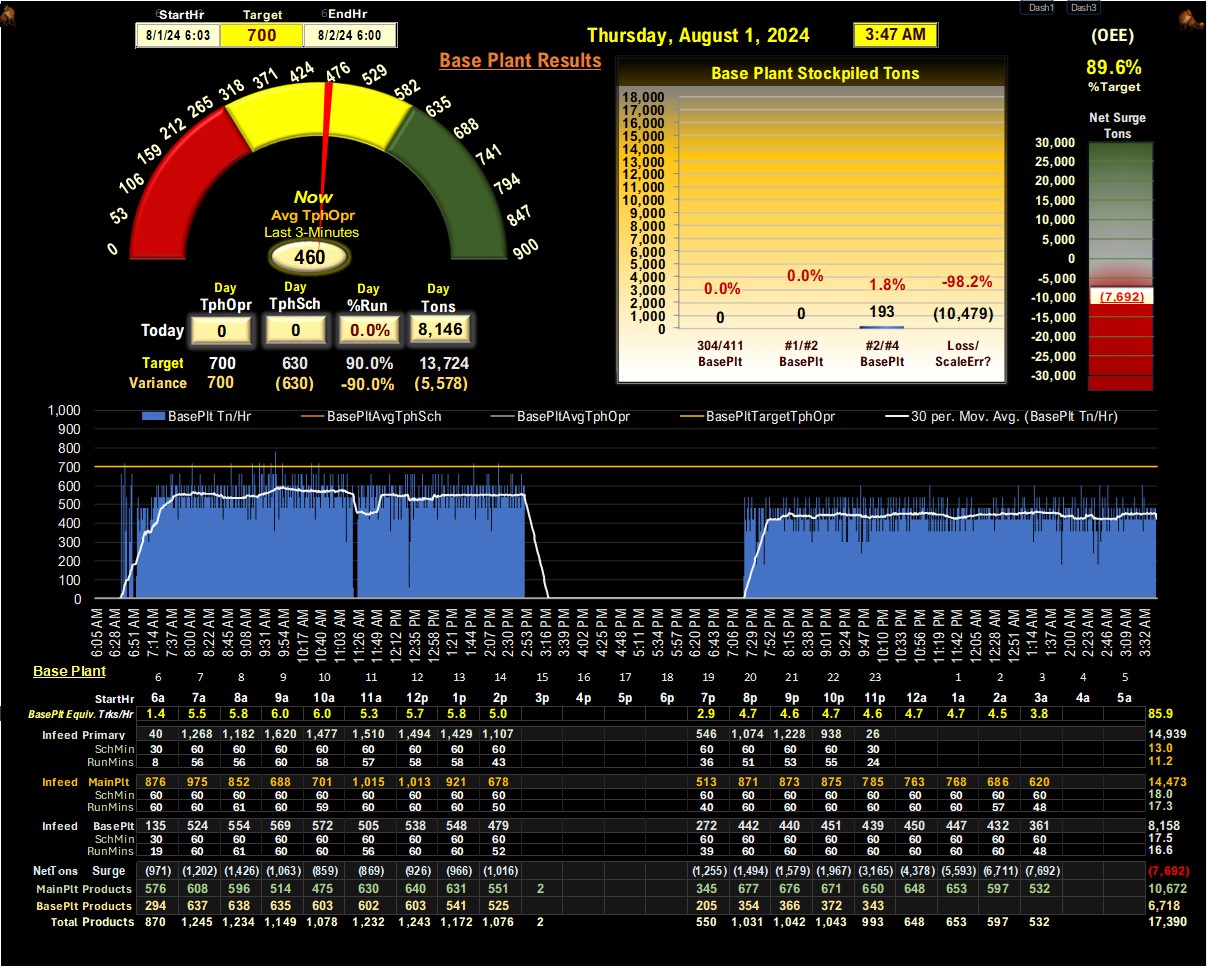 Dash1 Dash3
StartHr Target EndHr
8/1/24 6:03 700 8/2/24 6:00
Thursday, August 1, 2024 3:47 AM
(OEE)
89.6%
%Target
Base Plant Results
0 53 106 159 212 265 318 371 424 476 529 582 635 688 741 794 847 900
Now
Avg TphOpr
Last 3-Minutes
460
Day Day Day Day
TphOpr TphSch %Run Tons
Today 0 0 0.0% 8,146
Target 700 630 90.0% 13,724
Variance 700 (630) -90.0% (5,578)
Base Plant Stockpiled Tons
18,000
17,000
16,000
15,000
14,000
13,000
12,000
11,000
10,000
9,000
8,000
7,000
6,000
5,000
4,000
3,000
2,000
1,000
0
0.0% 0.0% 1.8% -98.2%
0 0 193 (10,479)
304/411 #1/#2 #2/#4 Loss/
BasePlt BasePlt BasePlt ScaleErr?
Net Surge
Tons
30,000
25,000
20,000
15,000
10,000
5,000
0
-5,000
-10,000
-15,000
-20,000
-25,000
-30,000
(7,692)
BasePlt Tn/Hr BasePltAvgTphSch BasePltAvgTphOpr BasePltTargetTphOpr 30 per. Mov. Avg. (BasePlt Tn/Hr)
1,000
900
800
700
600
500
400
300
200
100
0
6:05 AM 6:28 AM 6:51 AM 7:14 AM 7:37 AM 8:00 AM 8:22 AM 8:45 AM 9:08 AM 9:31 AM 9:54 AM 10:17 AM 10:40 AM 11:03 AM 11:26 AM 11:49 AM 12:12 PM 12:35 PM 12:58 PM 1:21 PM 1:44 PM 2:07 PM 2:30 PM 2:53 PM 3:16 PM 3:39 PM 4:02 PM 4:25 PM 4:48 PM 5:11 PM 5:34 PM 5:57 PM 6:20 PM 6:43 PM 7:06 PM 7:29 PM 7:52 PM 8:15 PM 8:38 PM 9:01 PM 9:24 PM 9:47 PM 10:10 PM 10:33 PM 10:56 PM 11:19 PM 11:42 PM 12:05 AM 12:28 AM 12:51 AM 1:14 AM 1:37 AM 2:00 AM 2:23 AM 2:46 AM 3:09 AM 3:32 AM
Base Plant
6 7 8 9 10 11 12 13 14 15 16 17 18 19 20 21 22 23 1 2 3 4 5
StartHr 6a 7a 8a 9a 10a 11a 12p 1p 2p 3p 4p 5p 6p 7p 8p 9p 10p 11p 12a 1a 2a 3a 4a 5a
BasePlt Equiv. Trks/Hr 1.4 5.5 5.8 6.0 6.0 5.3 5.7 5.8 5.0 2.9 4.7 4.6 4.7 4.6 4.7 4.7 4.5 3.8 85.9
Infeed Primary 40 1,268 1,182 1,620 1,477 1,510 1,494 1,429 1,107 546 1,074 1,228 938 26 14,939
SchMin 30 60 60 60 60 60 60 60 60 60 60 60 60 30 13.0
RunMins 8 56 56 60 58 57 58 58 43 36 51 53 55 24 11.2
Infeed MainPlt 876 975 852 688 701 1,015 1,013 921 678 513 871 873 875 785 763 768 686 620 14,473
SchMin 60 60 60 60 60 60 60 60 60 60 60 60 60 60 60 60 60 60 18.0
RunMins 60 60 61 60 59 60 60 60 50 40 60 60 60 60 60 60 57 48 17.3
Infeed BasePlt 135 524 554 569 572 505 538 548 479 272 442 440 451 439 450 447 432 361 8,158
SchMin 30 60 60 60 60 60 60 60 60 60 60 60 60 60 60 60 60 60 17.5
RunMins 19 60 61 60 60 56 60 60 52 39 60 60 60 60 60 60 60 48 16.6
NetTons Surge (971) (1,202) (1,426) (1,063) (859) (869) (926) (966) (1,016) (1,255) (1,494) (1,579) (1,967) (3,165) (4,378) (5,593) (6,711) (7,692) (7,692)
MainPlt Products 576 608 596 514 475 630 640 631 551 2 345 677 676 671 650 648 653 597 532 10,672
BasePlt Products 294 637 638 635 603 602 603 541 525 205 354 366 372 343 6,718
Total Products 870 1,245 1,234 1,149 1,078 1,232 1,243 1,172 1,076 2 550 1,031 1,042 1,043 993 648 653 597 532 17,390